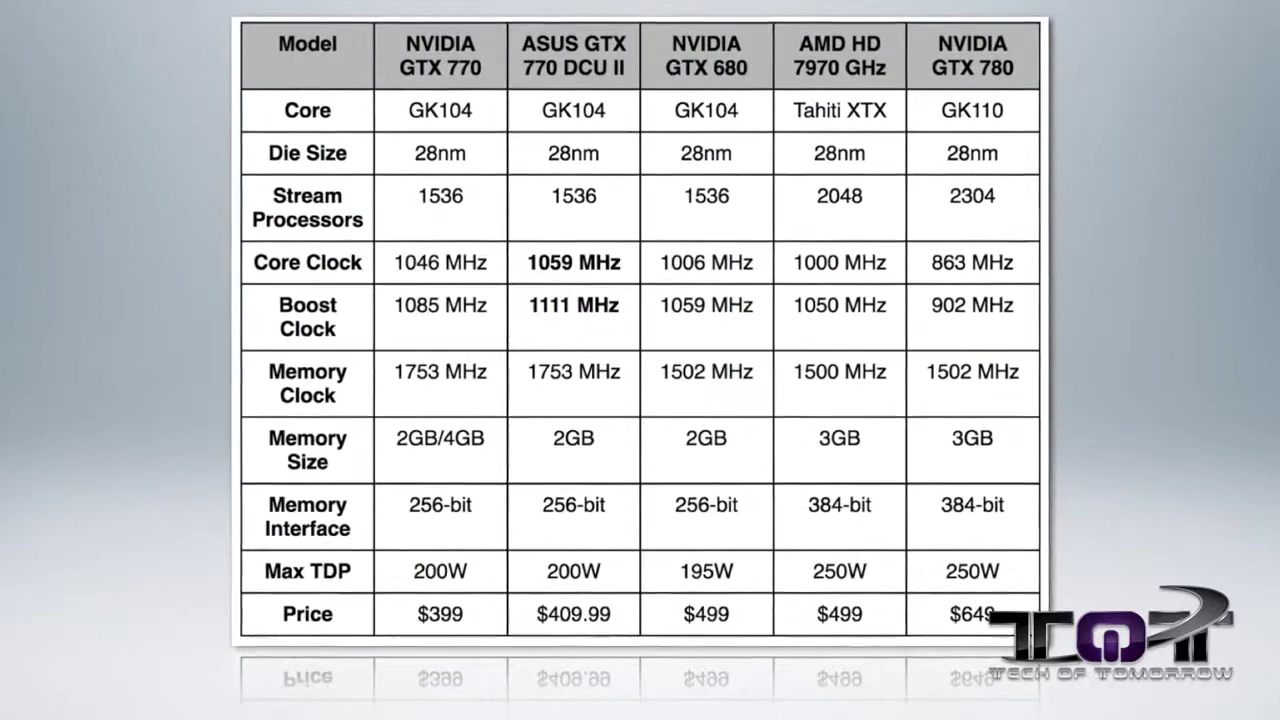 Model NVIDIA GTX 770 ASUS GTX 770 DCU II NVIDIA GTX 680 AMD HD 7970 GHz NVIDIA GTX 780
Core GK104 GK104 GK104 Tahiti XTX GK110
Die Size 28nm 28nm 28nm 28nm 28nm
Stream Processors 1536 1536 1536 2048 2304
Core Clock 1046 MHz 1059 MHz 1006 MHz 1000 MHz 863 MHz
Boost Clock 1085 MHz 1111 MHz 1059 MHz 1050 MHz 902 MHz
Memory Clock 1753 MHz 1753 MHz 1502 MHz 1500 MHz 1502 MHz
Memory Size 2GB/4GB 2GB 2GB 3GB 3GB
Memory Interface 256-bit 256-bit 256-bit 384-bit 384-bit
Max TDP 200W 200W 195W 250W 250W
Price $399 $409.99 $499 $499 $649
TOT
TECH OF TOMORROW